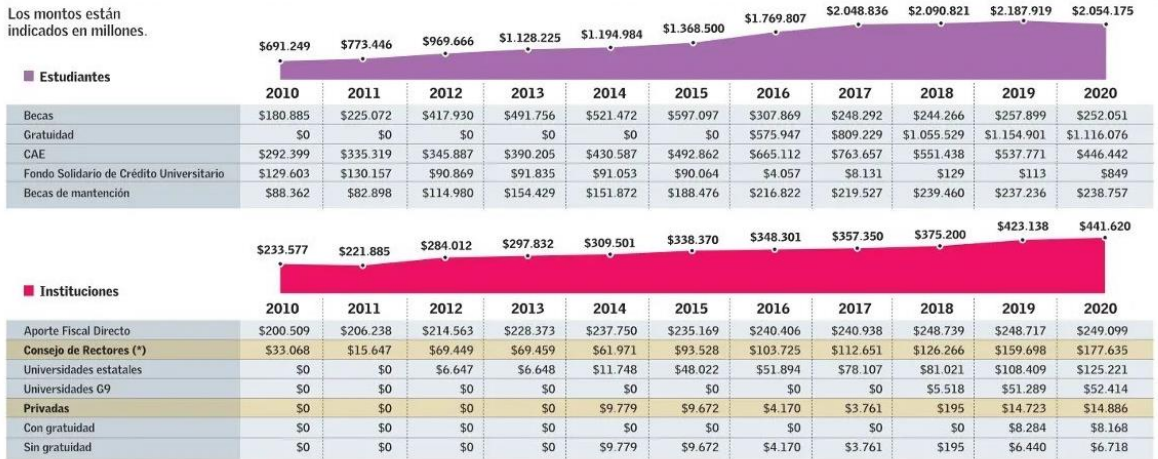 Los montos están
indicados en millones.
$691.249 $773.446 $969.666 $1.128.225 $1.194.984 $1.368.500 $1.769.807 $2.048.836 $2.090.821 $2.187.919 $2.054.175
Estudiantes
2010 2011 2012 2013 2014 2015 2016 2017 2018 2019 2020
Becas $180.885 $225.072 $417.930 $491.756 $521.472 $597.097 $307.869 $248.292 $244.266 $257.899 $252.051
Gratuidad $0 $0 $0 $0 $0 $0 $575.947 $809.229 $1.055.529 $1.154.901 $1.116.076
CAE $292.399 $335.319 $345.887 $390.205 $430.587 $492.862 $665.112 $763.657 $551.438 $537.771 $446.442
Fondo Solidario de Crédito Universitario $129.603 $130.157 $90.869 $91.835 $91.053 $90.064 $4.057 $8.131 $129 $113 $849
Becas de mantención $88.362 $82.898 $114.980 $154.429 $151.872 $188.476 $216.822 $219.527 $239.460 $237.236 $238.757
$233.577 $221.885 $284.012 $297.832 $309.501 $338.370 $348.301 $357.350 $375.200 $423.138 $441.620
Instituciones
2010 2011 2012 2013 2014 2015 2016 2017 2018 2019 2020
Aporte Fiscal Directo $200.509 $206.238 $214.563 $228.373 $237.750 $235.169 $240.406 $240.938 $248.739 $248.717 $249.099
Consejo de Rectores (*) $33.068 $15.647 $69.449 $69.459 $61.971 $93.528 $103.725 $112.651 $126.266 $159.698 $177.635
Universidades estatales $0 $0 $6.647 $6.648 $11.748 $48.022 $51.894 $78.107 $81.021 $108.409 $125.221
Universidades G9 $0 $0 $0 $0 $0 $0 $0 $0 $5.518 $51.289 $52.414
Privadas $0 $0 $0 $0 $9.779 $9.672 $4.170 $3.761 $195 $14.723 $14.886
Con gratuidad $0 $0 $0 $0 $0 $0 $0 $0 $0 $8.284 $8.168
Sin gratuidad $0 $0 $0 $0 $9.779 $9.672 $4.170 $3.761 $195 $6.440 $6.718